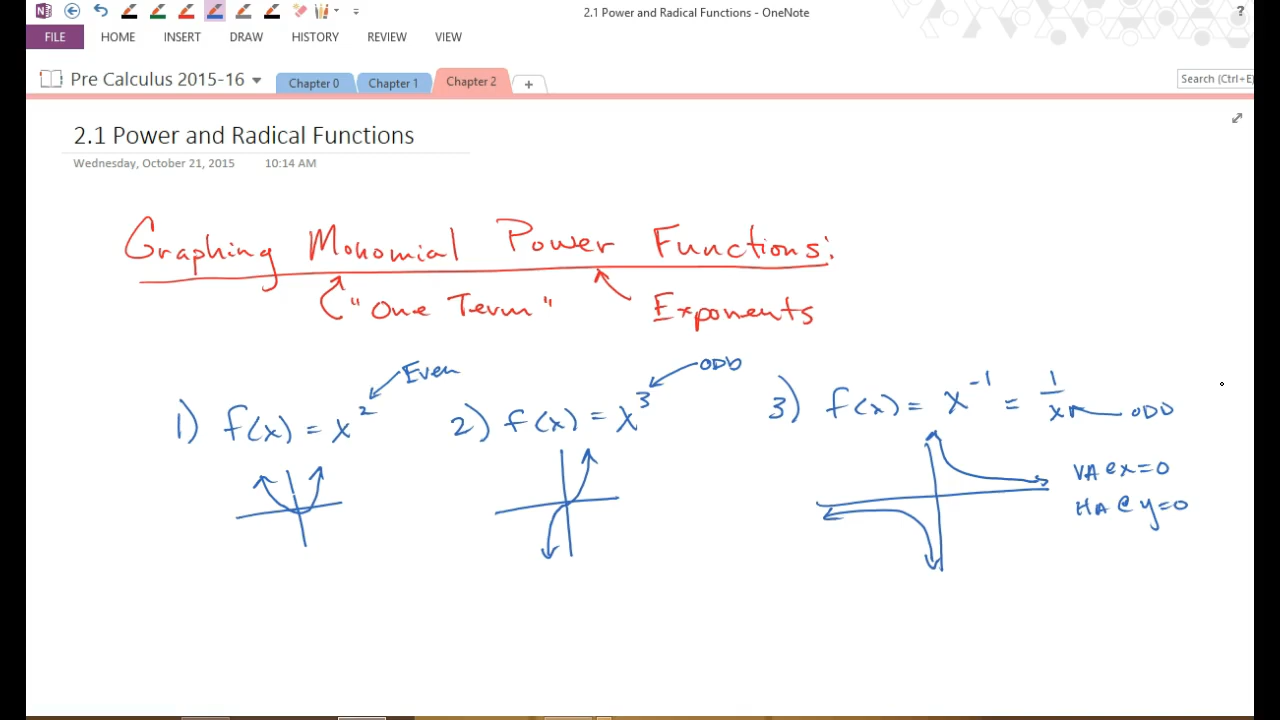 2.1 Power and Radical Functions - OneNote
?
FILE HOME INSERT DRAW HISTORY REVIEW VIEW
Pre Calculus 2015-16 Chapter 0 Chapter 1 Chapter 2 + Search (Ctrl+E)
2.1 Power and Radical Functions
Wednesday, October 21, 2015 10:14 AM
Graphing Monomial Power Functions:
"One Term" Exponents
Even ODD
1) f(x) = x² 2) f(x) = x³ 3) f(x) = x⁻¹ = 1/x ODD
VA @ x=0
HA @ y=0